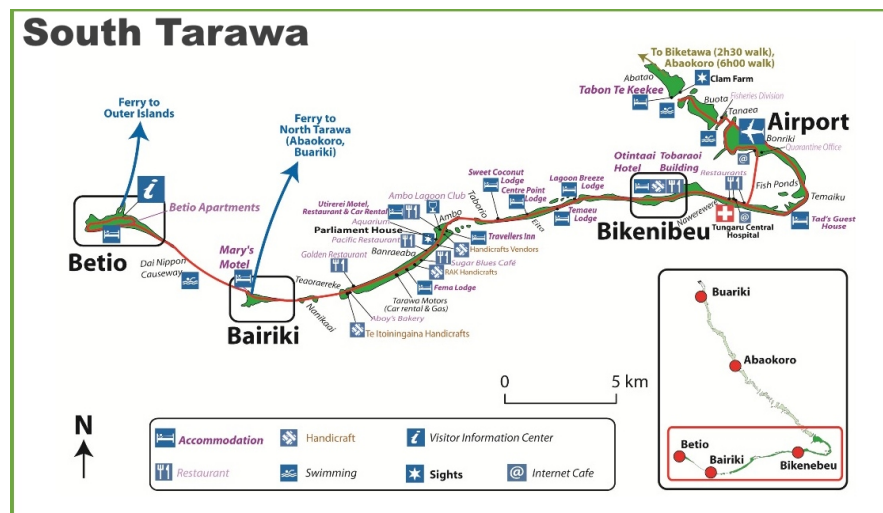 South Tarawa
To Biketawa (2h30 walk),
Abaokoro (6h00 walk)
Abatao
Clam Farm
Tabon Te Keekee
Buota
Fisheries Division
Tanaea
Airport
Bonriki
Quarantine Office
Ferry to
Outer Islands
Ferry to
North Tarawa
(Abaokoro,
Buariki)
Otintaai
Hotel
Tobaraoi
Building
Restaurants
Fish Ponds
Temaiku
Sweet Coconut
Lodge
Centre Point
Lodge
Lagoon Breeze
Lodge
Ambo Lagoon Club
Utirerei Motel,
Restaurant & Car Rental
Aquarium
Ambo
Taborio
Eita
Temaeu
Lodge
Bikenibeu
Nawerewere
Tungaru Central
Hospital
Tad's Guest
House
Betio Apartments
Betio
Parliament House
Pacific Restaurant
Travellers Inn
Handicrafts Vendors
Mary's
Motel
Golden Restaurant
Banraeaba
Sugar Blues Café
RAK Handicrafts
Dai Nippon
Causeway
Teaoraereke
Fema Lodge
Bairiki
Nanikaai
Tarawa Motors
(Car rental & Gas)
Aboy's Bakery
Te Itoiningaina Handicrafts
0
5 km
N
Accommodation
Handicraft
Visitor Information Center
Restaurant
Swimming
Sights
Internet Cafe
Buariki
Abaokoro
Betio
Bairiki
Bikenebeu